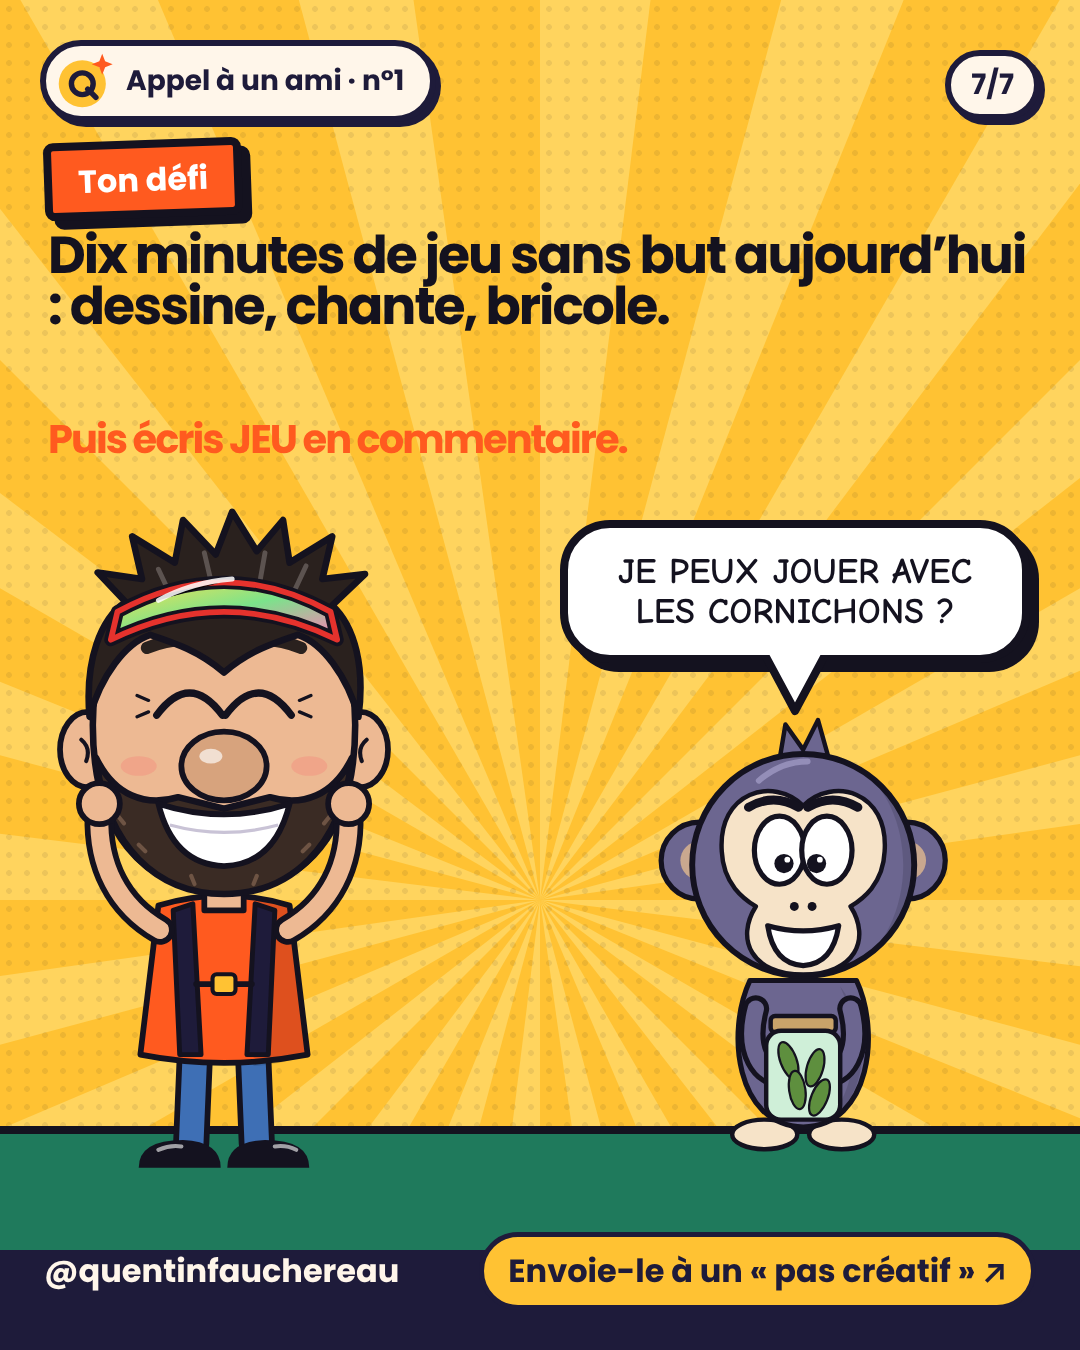 Q Appel à un ami · n°1
7/7
Ton défi
Dix minutes de jeu sans but aujourd’hui
: dessine, chante, bricole.
Puis écris JEU en commentaire.
JE PEUX JOUER AVEC
LES CORNICHONS ?
@quentinfauchereau
Envoie-le à un « pas créatif » ↗